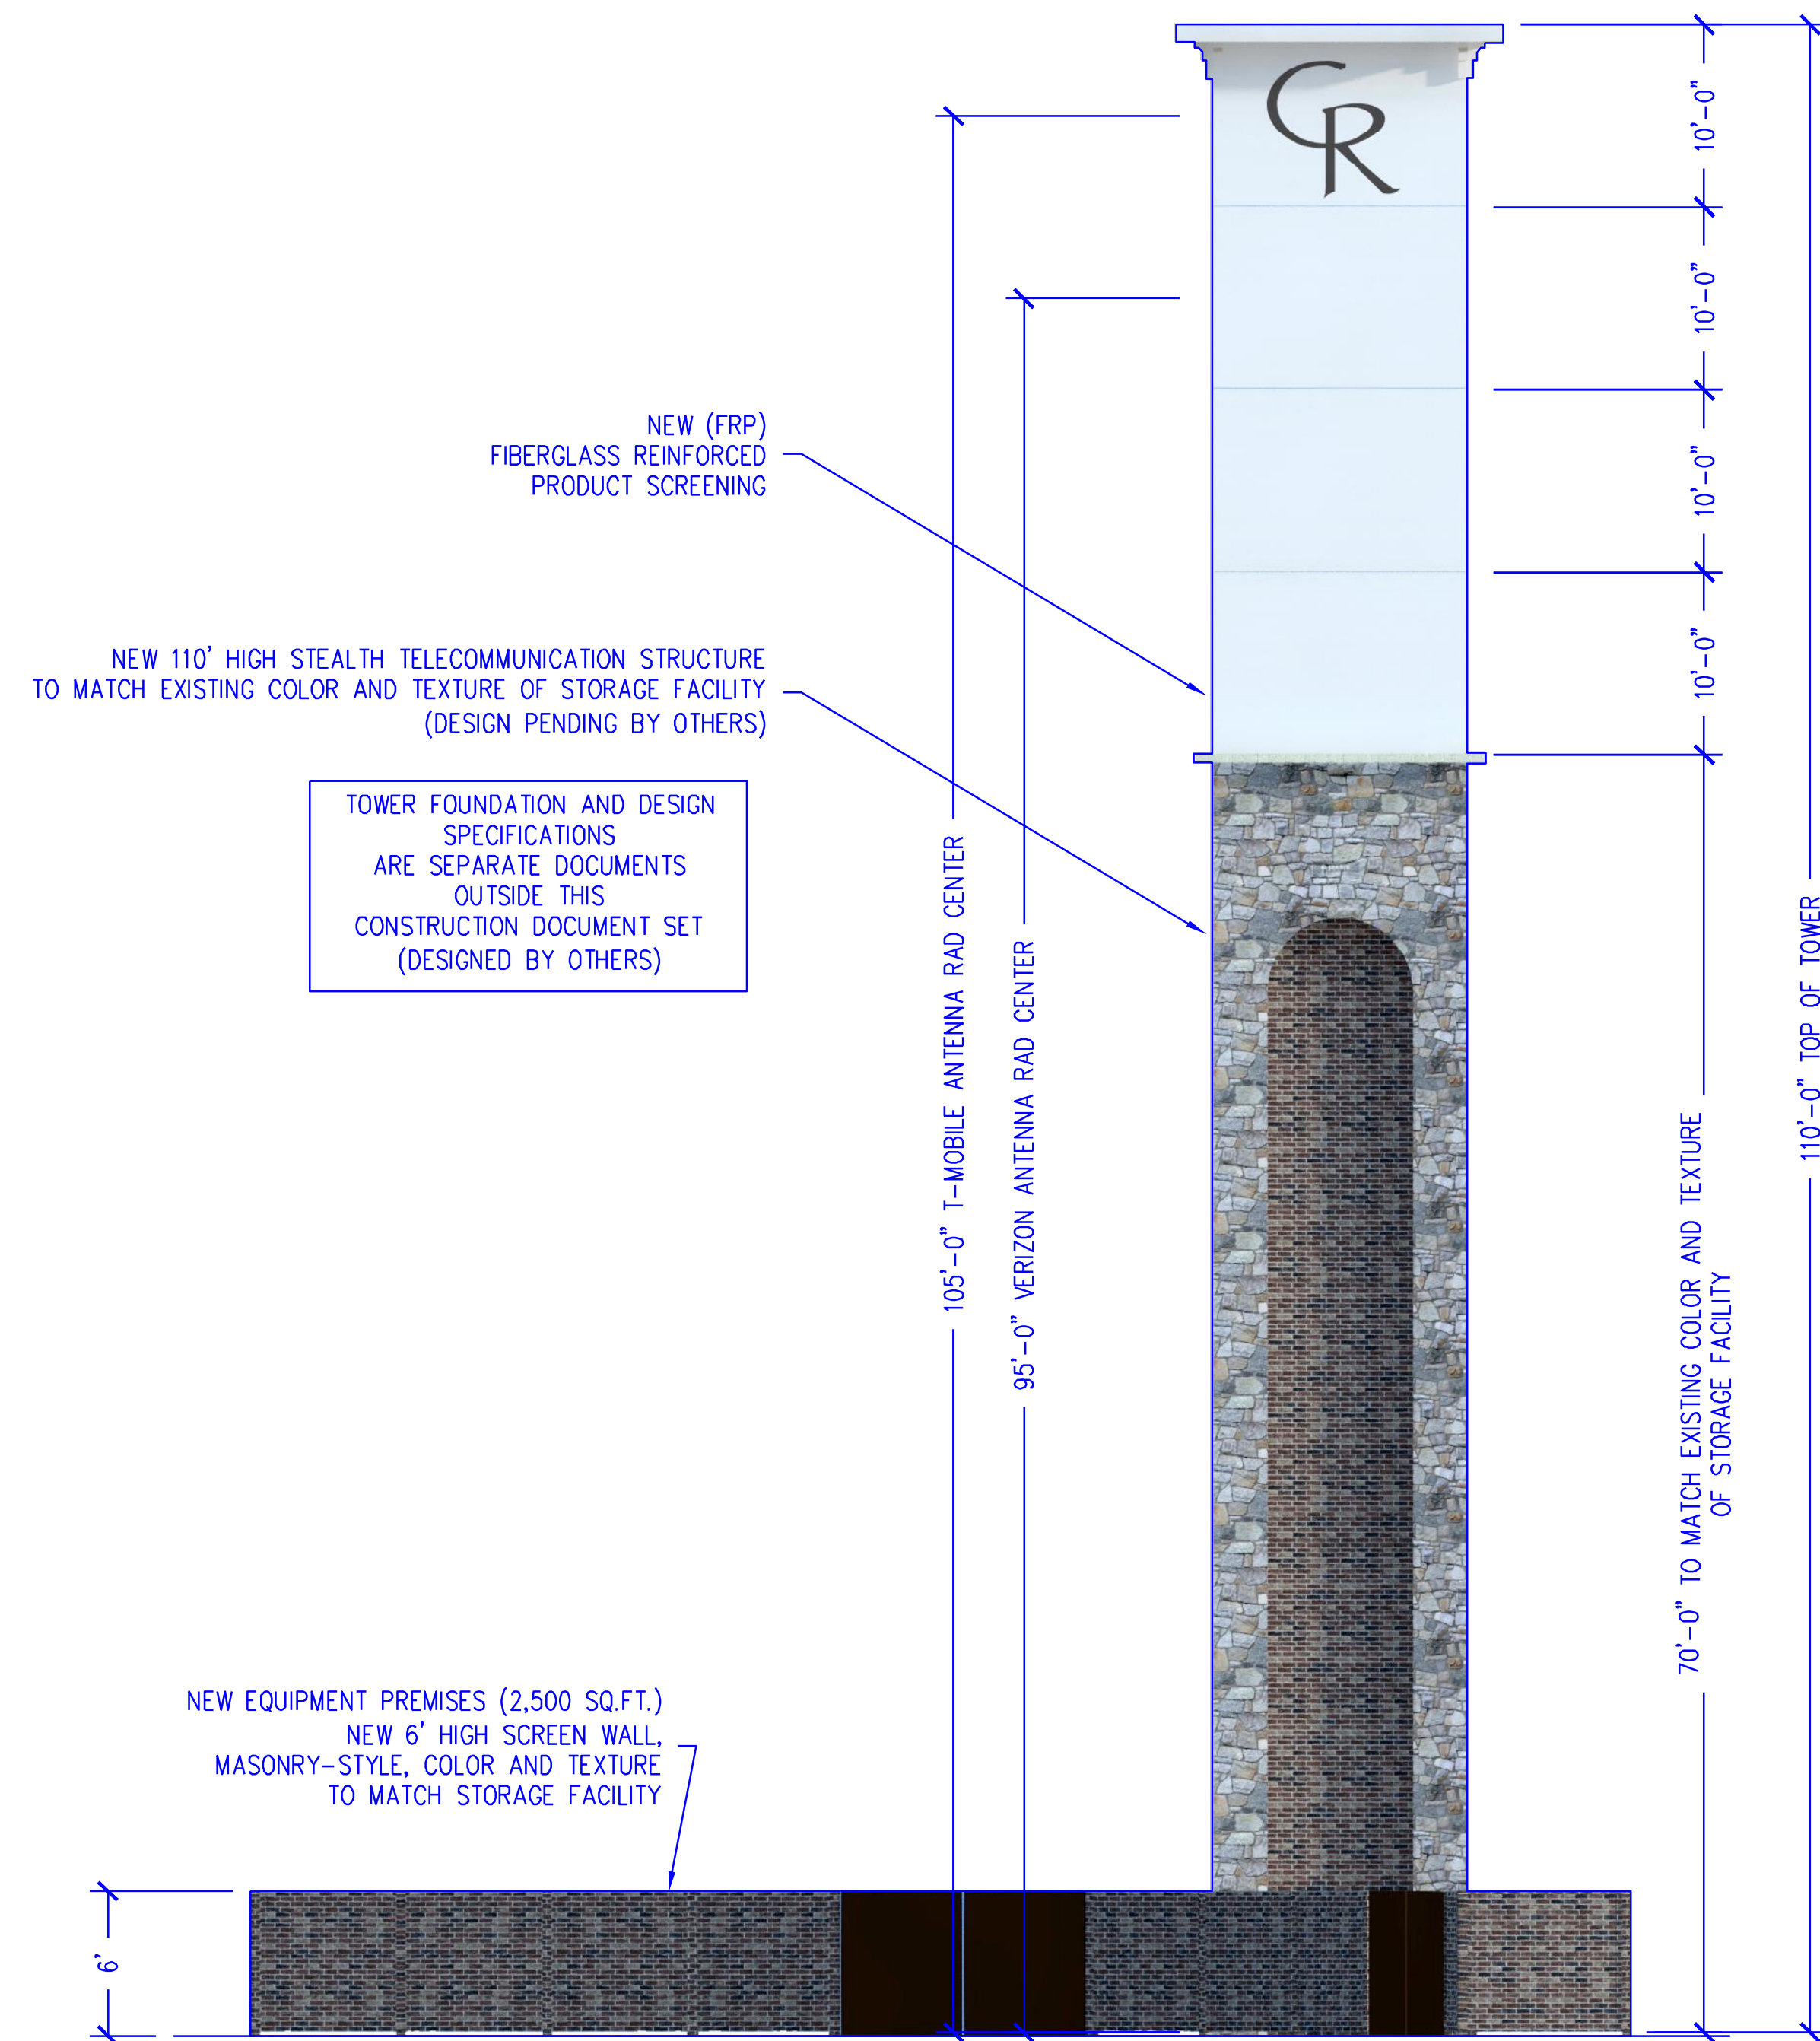 CR
10'-0"
10'-0"
10'-0"
10'-0"
NEW (FRP)
FIBERGLASS REINFORCED
PRODUCT SCREENING
NEW 110' HIGH STEALTH TELECOMMUNICATION STRUCTURE
TO MATCH EXISTING COLOR AND TEXTURE OF STORAGE FACILITY
(DESIGN PENDING BY OTHERS)
TOWER FOUNDATION AND DESIGN
SPECIFICATIONS
ARE SEPARATE DOCUMENTS
OUTSIDE THIS
CONSTRUCTION DOCUMENT SET
(DESIGNED BY OTHERS)
105'-0" T-MOBILE ANTENNA RAD CENTER
95'-0" VERIZON ANTENNA RAD CENTER
70'-0" TO MATCH EXISTING COLOR AND TEXTURE
OF STORAGE FACILITY
110'-0" TOP OF TOWER
NEW EQUIPMENT PREMISES (2,500 SQ.FT.)
NEW 6' HIGH SCREEN WALL,
MASONRY-STYLE, COLOR AND TEXTURE
TO MATCH STORAGE FACILITY
6'